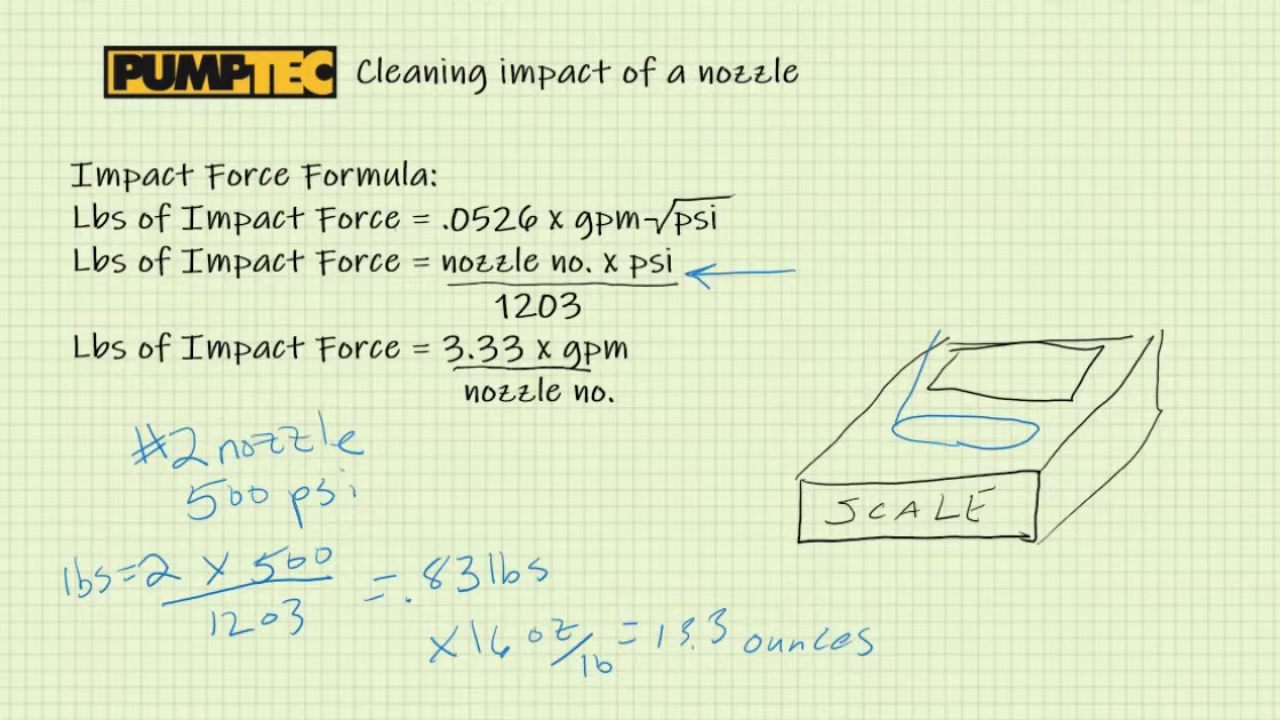 PUMPTEC Cleaning impact of a nozzle
Impact Force Formula:
Lbs of Impact Force = .0526 x gpm√psi
Lbs of Impact Force = nozzle no. x psi
1203
Lbs of Impact Force = 3.33 x gpm
nozzle no.
#2 nozzle
500 psi
SCALE
lbs = 2 X 500
1203
= .83 lbs
X 16 oz/lb = 13.3 ounces